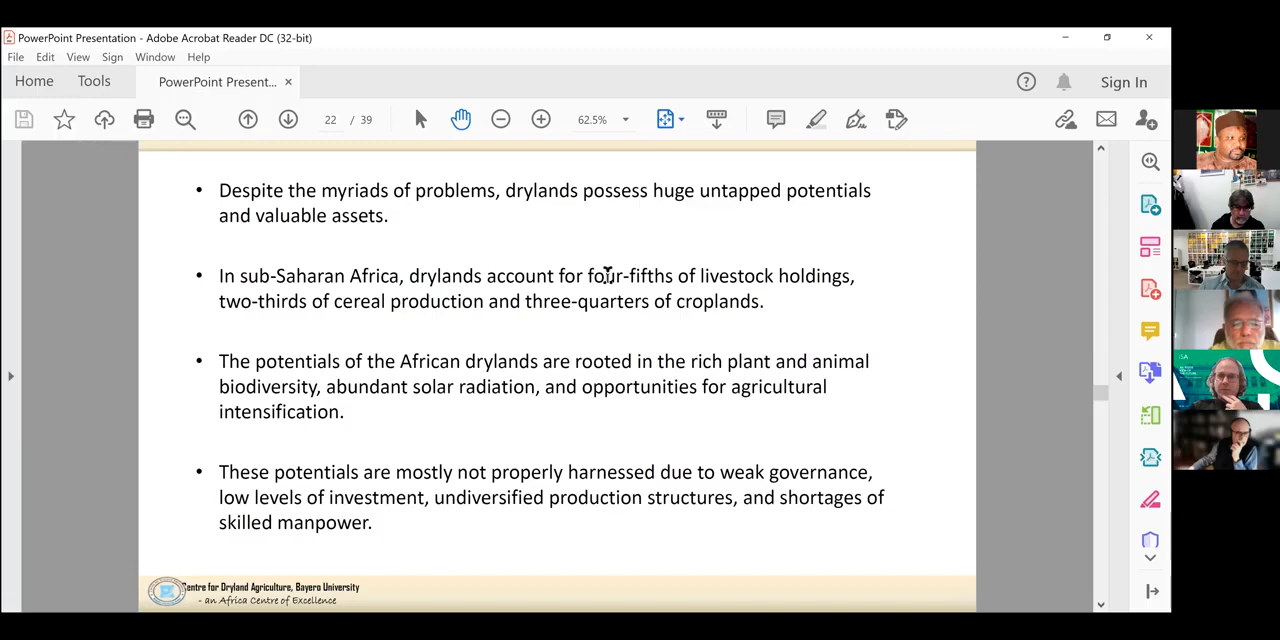 PowerPoint Presentation - Adobe Acrobat Reader DC (32-bit)
File Edit View Sign Window Help
Home Tools PowerPoint Present... × Sign In
22 / 39 62.5%
• Despite the myriads of problems, drylands possess huge untapped potentials
and valuable assets.
• In sub-Saharan Africa, drylands account for four-fifths of livestock holdings,
two-thirds of cereal production and three-quarters of croplands.
• The potentials of the African drylands are rooted in the rich plant and animal
biodiversity, abundant solar radiation, and opportunities for agricultural
intensification.
• These potentials are mostly not properly harnessed due to weak governance,
low levels of investment, undiversified production structures, and shortages of
skilled manpower.
Centre for Dryland Agriculture, Bayero University
- an Africa Centre of Excellence